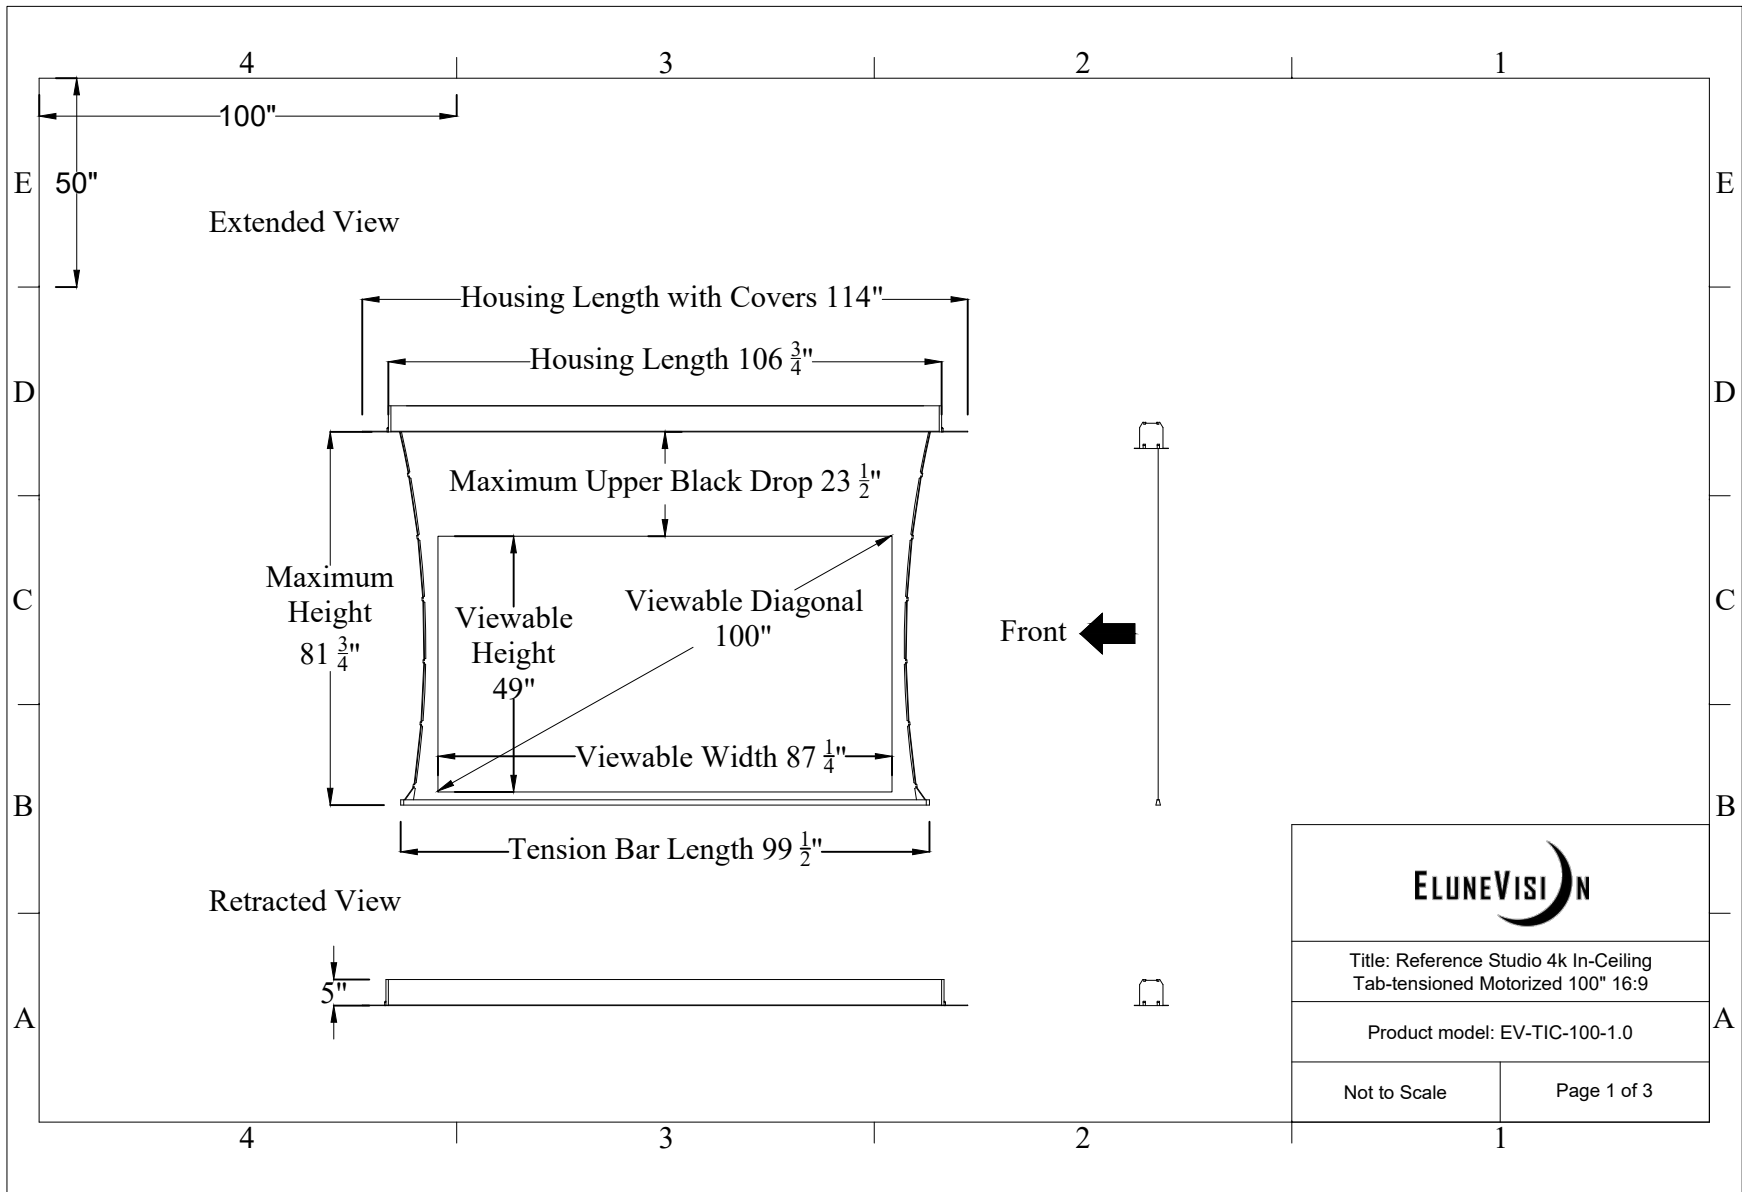 4 3 2 1
100"
E 50" E
Extended View
Housing Length with Covers 114"
Housing Length 106 3/4"
D D
Maximum Upper Black Drop 23 1/2"
Maximum
Height
81 3/4"
C C
Viewable
Height
49"
Viewable Diagonal
100"
Front
Viewable Width 87 1/4"
B B
Tension Bar Length 99 1/2"
Retracted View
5"
A A
ELUNEVISION
Title: Reference Studio 4k In-Ceiling
Tab-tensioned Motorized 100" 16:9
Product model: EV-TIC-100-1.0
Not to Scale Page 1 of 3
4 3 2 1